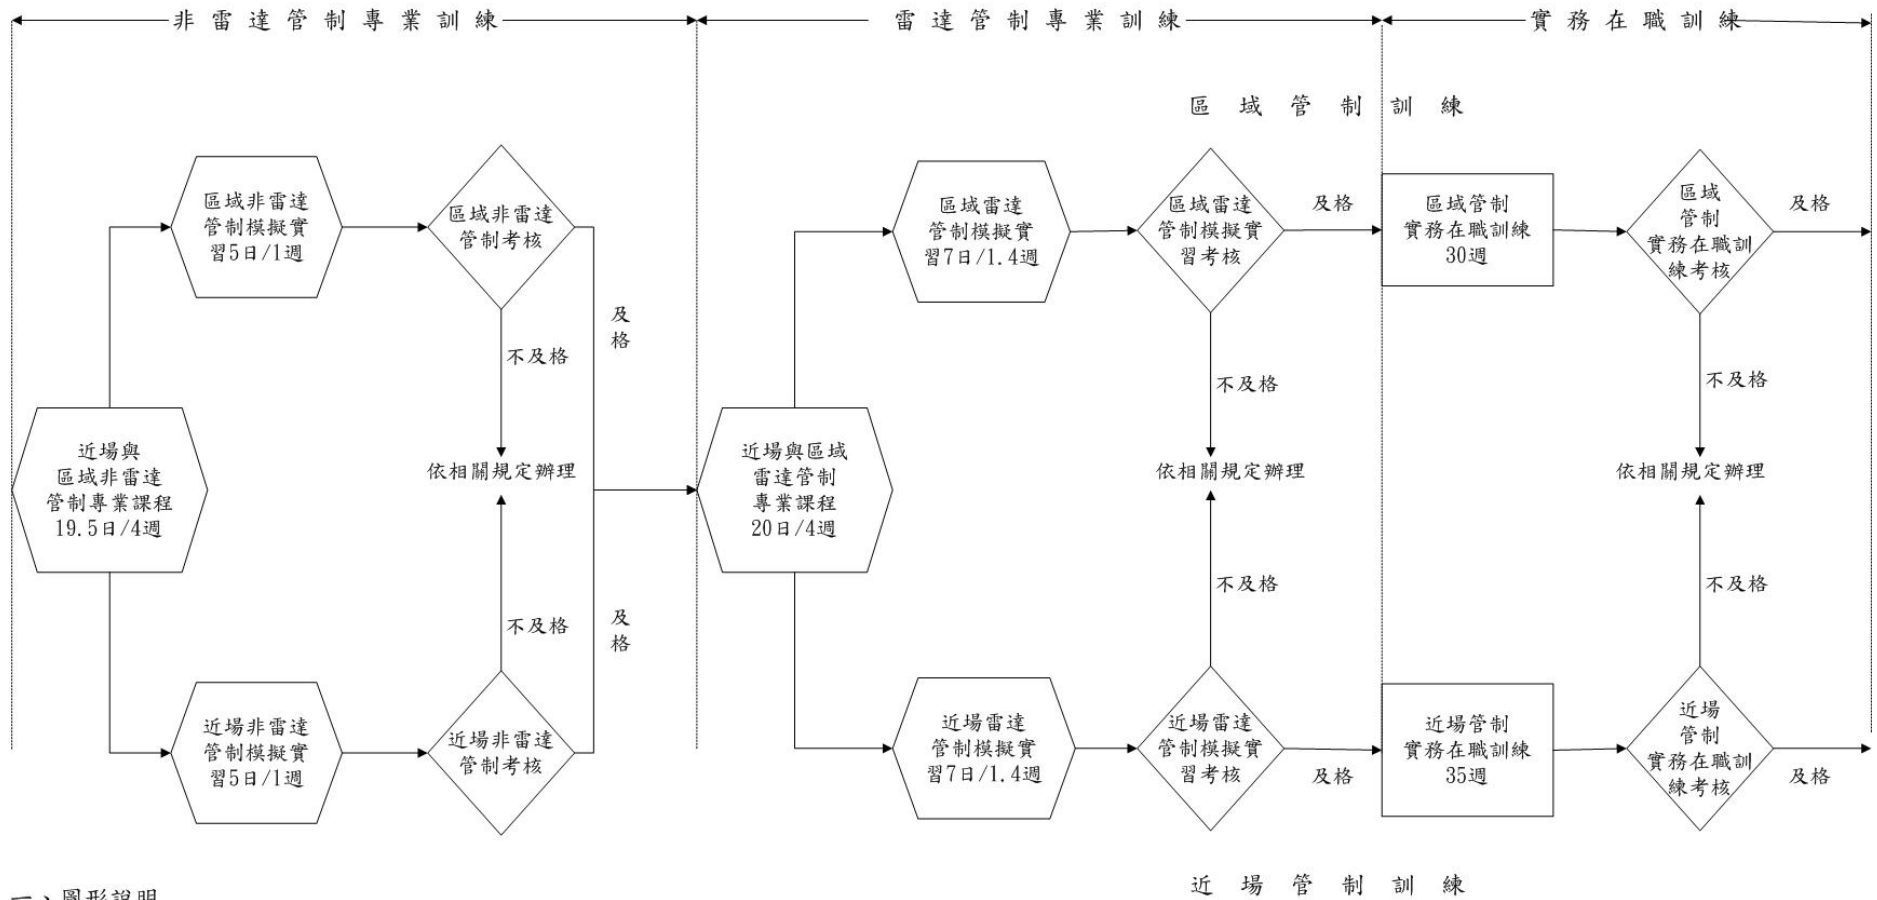 非雷達管制專業訓練
雷達管制專業訓練
實務在職訓練
區域管制訓練
區域非雷達
管制模擬實
習5日/1週
區域非雷達
管制考核
及
格
不及格
近場與
區域非雷達
管制專業課程
19.5日/4週
依相關規定辦理
不及格
及
格
近場非雷達
管制模擬實
習5日/1週
近場非雷達
管制考核
區域雷達
管制模擬實
習7日/1.4週
區域雷達
管制模擬實
習考核
及格
不及格
近場與區域
雷達管制
專業課程
20日/4週
依相關規定辦理
不及格
近場雷達
管制模擬實
習7日/1.4週
近場雷達
管制模擬實
習考核
及格
區域管制
實務在職訓練
30週
區域
管制
實務在職訓
練考核
及格
不及格
依相關規定辦理
不及格
近場管制
實務在職訓練
35週
近場
管制
實務在職訓
練考核
及格
近場管制訓練
一、圖形說明